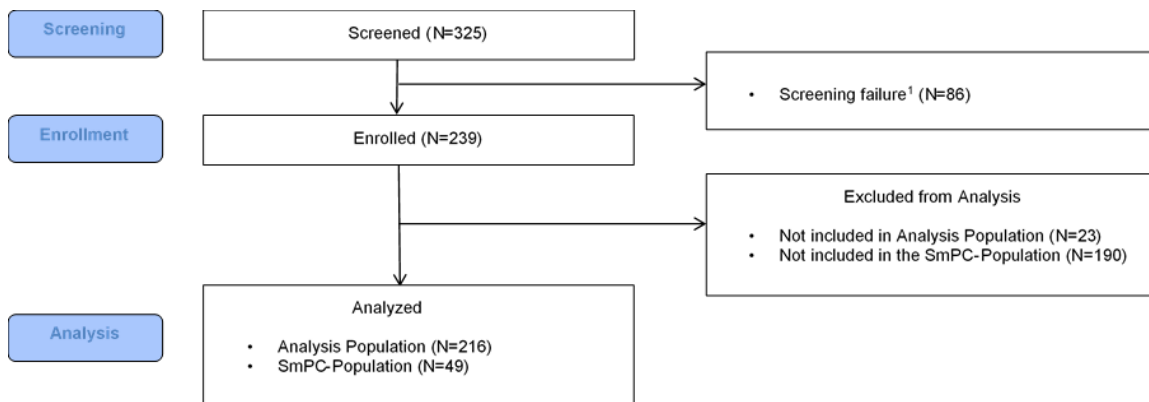 Screening
Screened (N=325)
• Screening failure¹ (N=86)
Enrollment
Enrolled (N=239)
Excluded from Analysis
• Not included in Analysis Population (N=23)
• Not included in the SmPC-Population (N=190)
Analysis
Analyzed
• Analysis Population (N=216)
• SmPC-Population (N=49)